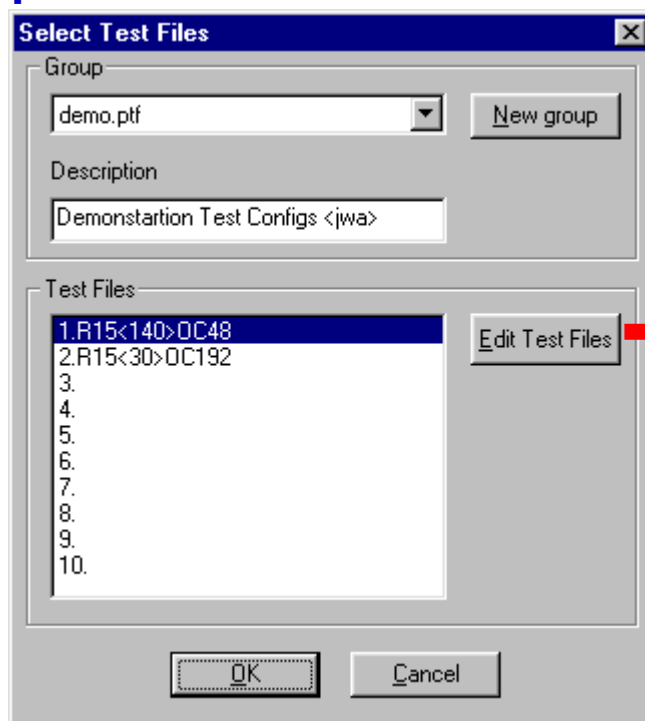 Select Test Files
Group
demo.ptf
New group
Description
Demonstartion Test Configs <jwa>
Test Files
1.R15<140>OC48
2.R15<30>OC192
3.
4.
5.
6.
7.
8.
9.
10.
Edit Test Files
OK
Cancel